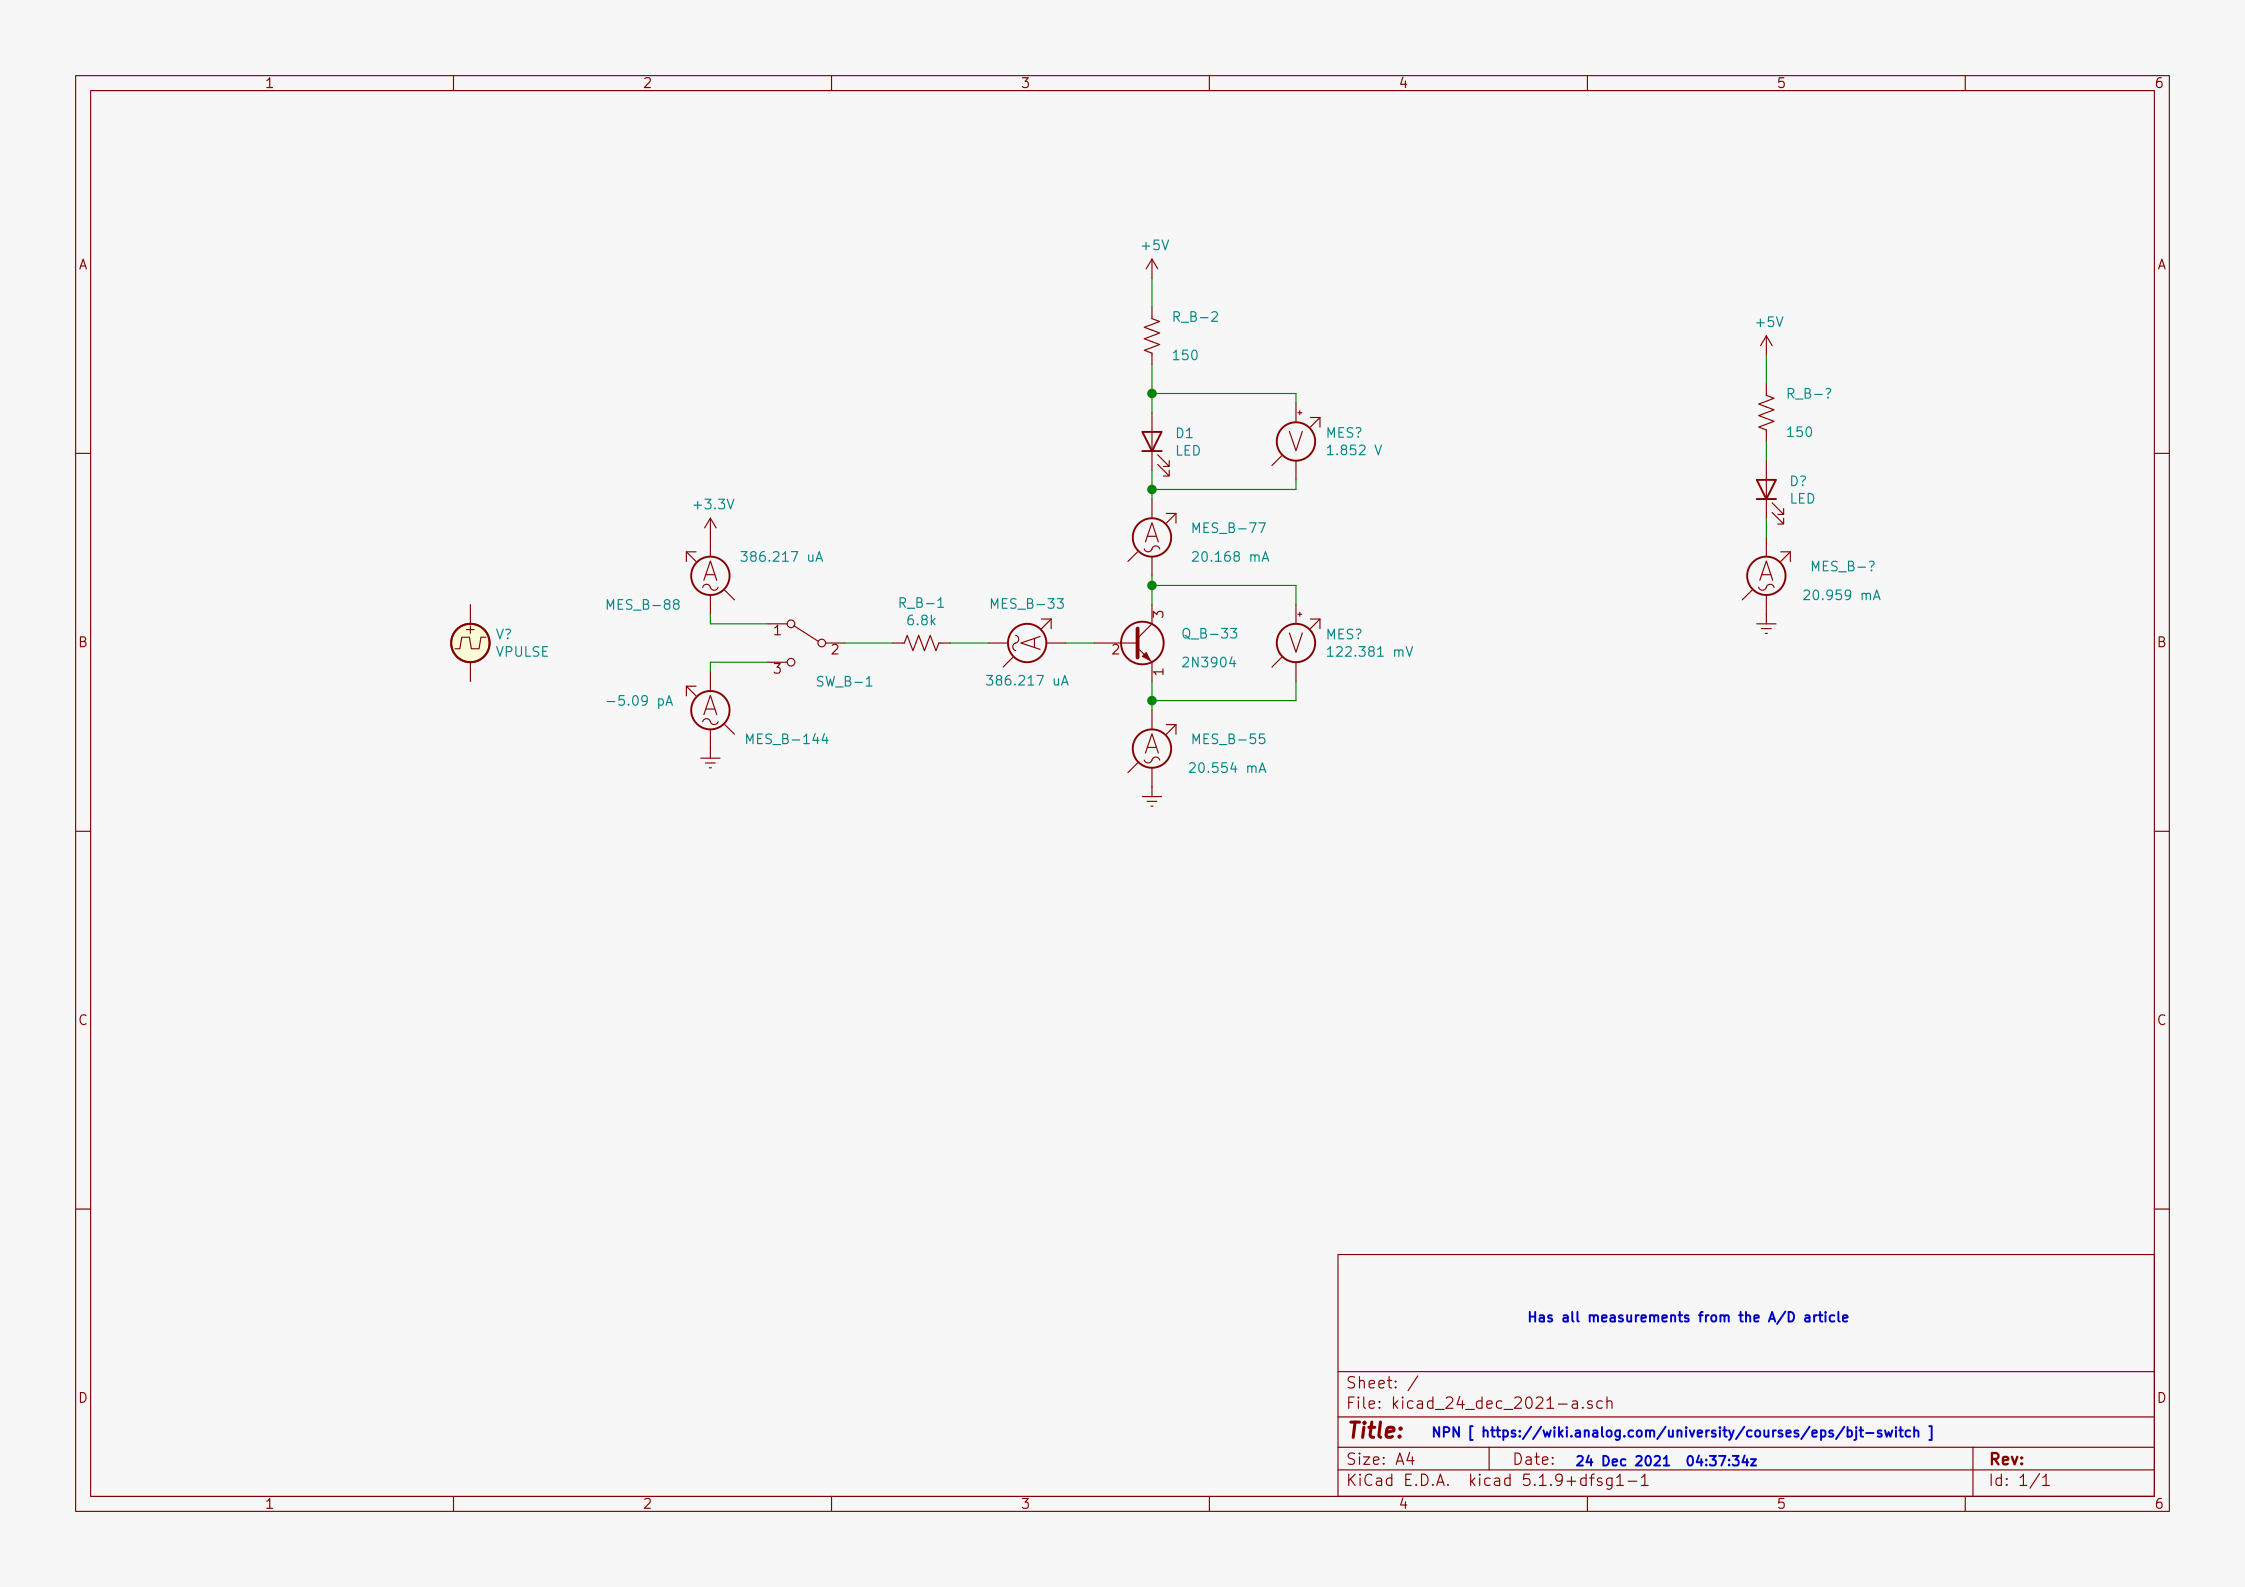 1 2 3 4 5 6
A A
+5V
R_B-2
150
+5V
R_B-?
150
D1
LED
+
V
MES?
1.852 V
D?
LED
+3.3V
A
MES_B-77
20.168 mA
A
386.217 uA
MES_B-88
A
MES_B-?
20.959 mA
V?
VPULSE
+
1
2
3
SW_B-1
R_B-1
6.8k
MES_B-33
A
386.217 uA
3
2
1
Q_B-33
2N3904
+
V
MES?
122.381 mV
B B
-5.09 pA
A
MES_B-144
A
MES_B-55
20.554 mA
C C
Has all measurements from the A/D article
Sheet: /
File: kicad_24_dec_2021-a.sch
D D
Title: NPN [ https://wiki.analog.com/university/courses/eps/bjt-switch ]
Size: A4 Date: 24 Dec 2021 04:37:34z Rev:
KiCad E.D.A. kicad 5.1.9+dfsg1-1 Id: 1/1
1 2 3 4 5 6